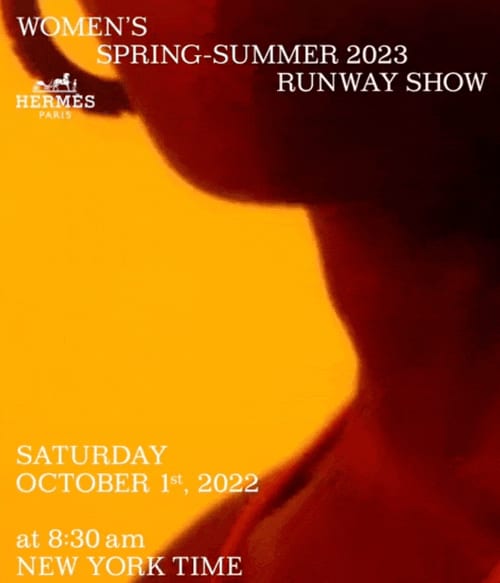 WOMEN'S
SPRING-SUMMER 2023
RUNWAY SHOW
HERMÈS
PARIS
SATURDAY
OCTOBER 1st, 2022
at 8:30 am
NEW YORK TIME